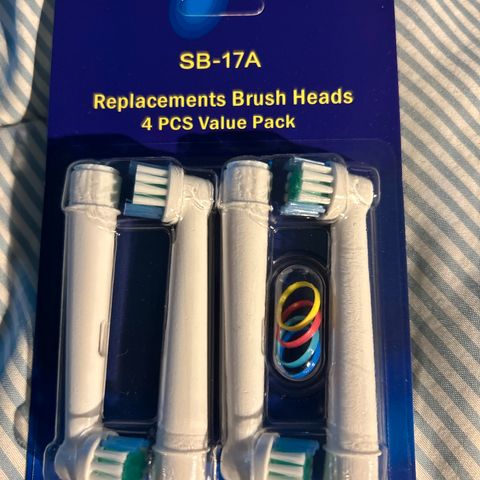 SB-17A
Replacements Brush Heads
4 PCS Value Pack